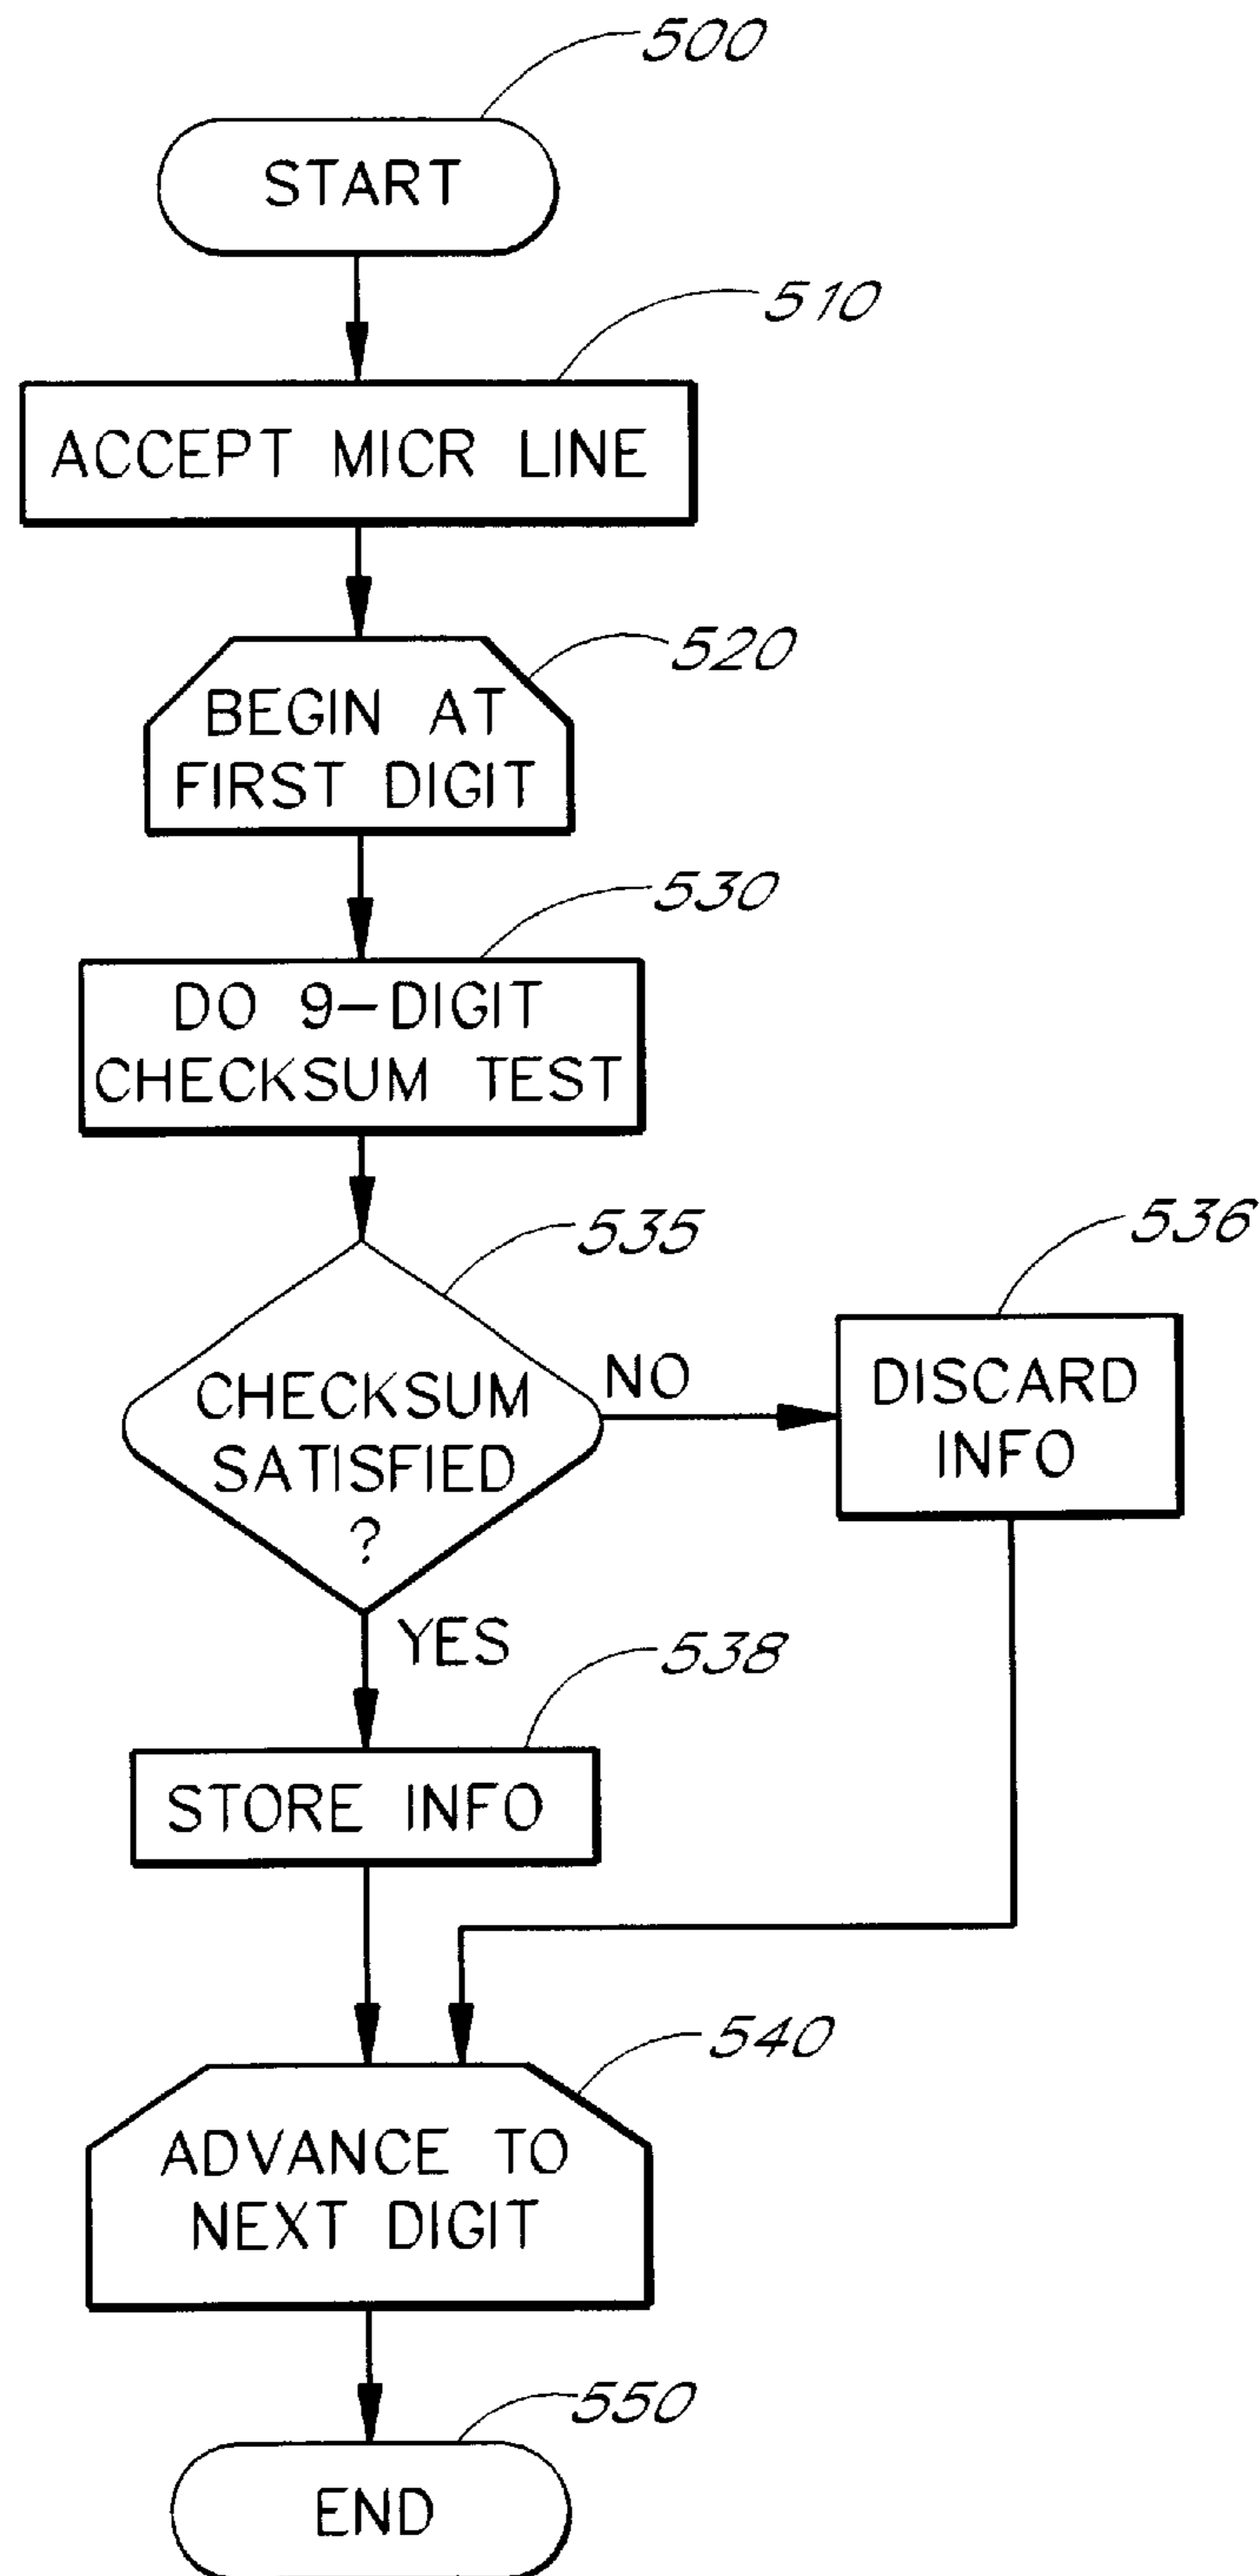 500
START
510
ACCEPT MICR LINE
520
BEGIN AT
FIRST DIGIT
530
DO 9-DIGIT
CHECKSUM TEST
535
536
CHECKSUM
SATISFIED
?
NO
DISCARD
INFO
YES
538
STORE INFO
540
ADVANCE TO
NEXT DIGIT
550
END